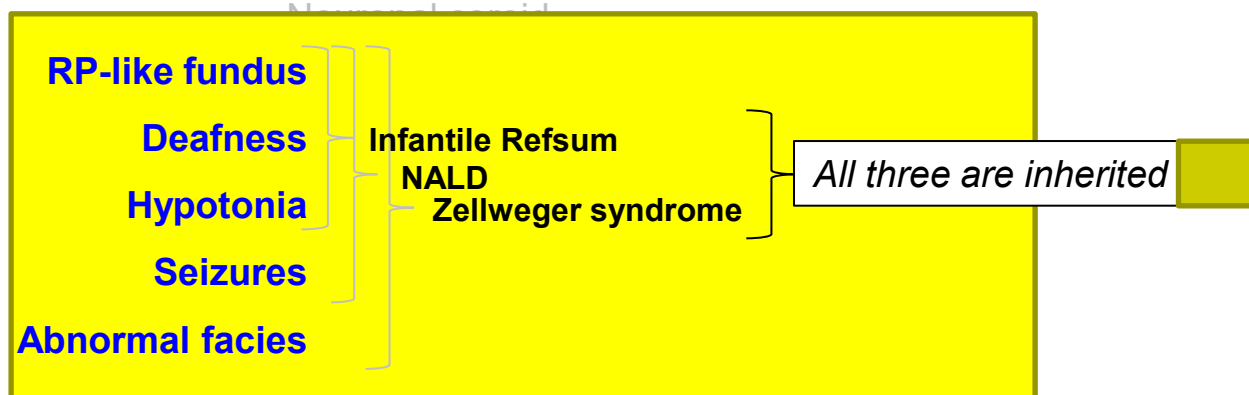 RP-like fundus
Deafness
Infantile Refsum
NALD
All three are inherited
Hypotonia
Zellweger syndrome
Seizures
Abnormal facies